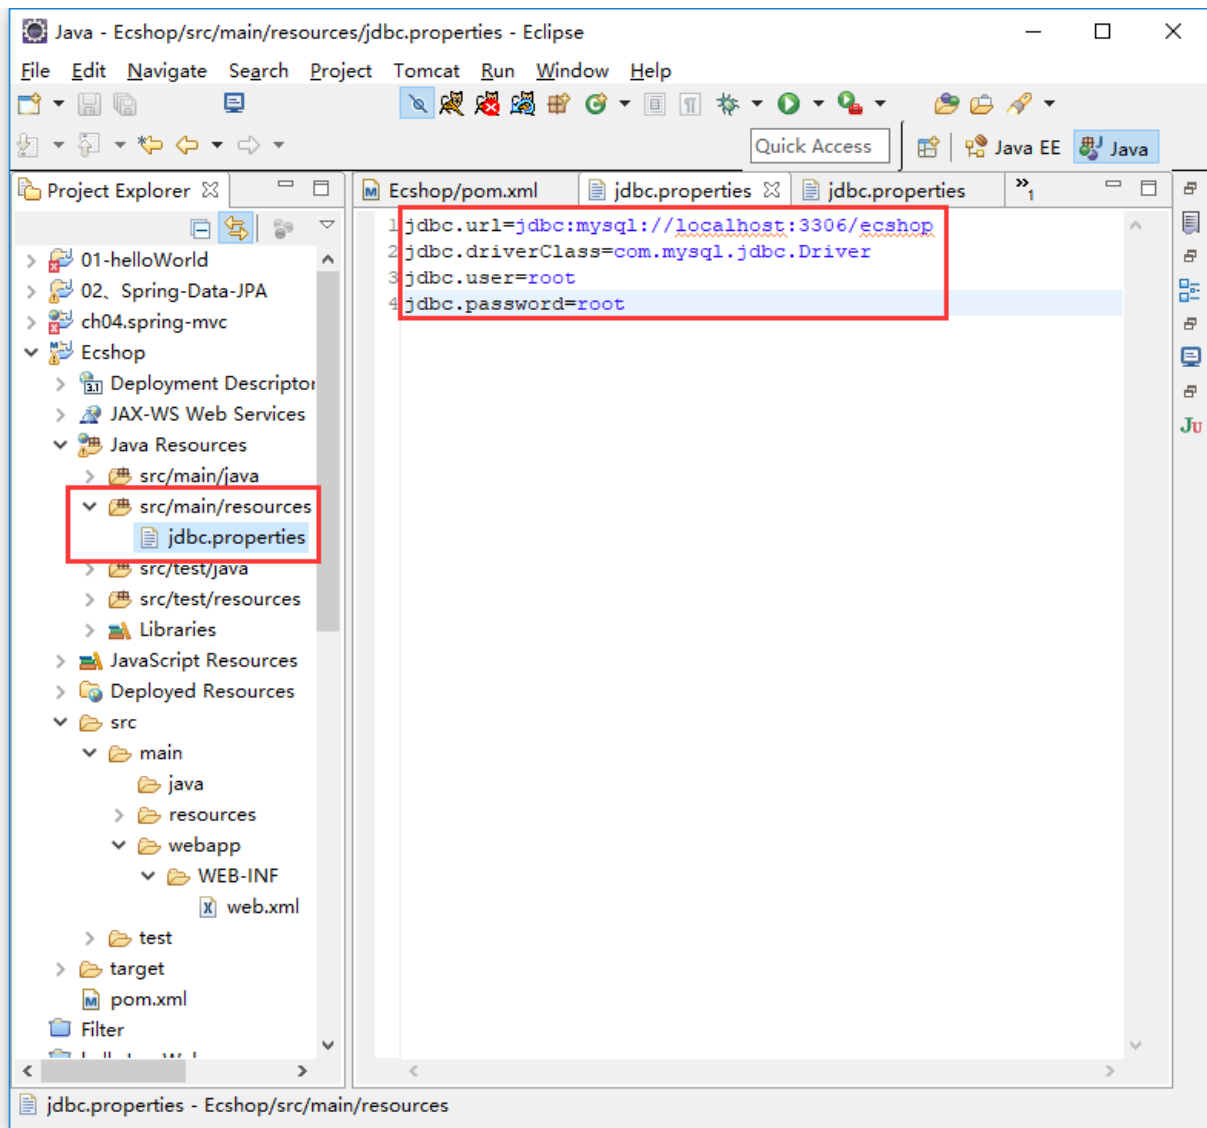 Java - Ecshop/src/main/resources/jdbc.properties - Eclipse
File Edit Navigate Search Project Tomcat Run Window Help
Quick Access
Java EE
Java
Project Explorer
Ecshop/pom.xml
jdbc.properties
jdbc.properties
»1
1 jdbc.url=jdbc:mysql://localhost:3306/ecshop
2 jdbc.driverClass=com.mysql.jdbc.Driver
3 jdbc.user=root
4 jdbc.password=root
01-helloWorld
02、Spring-Data-JPA
ch04.spring-mvc
Ecshop
Deployment Descriptor
JAX-WS Web Services
Java Resources
src/main/java
src/main/resources
jdbc.properties
src/test/java
src/test/resources
Libraries
JavaScript Resources
Deployed Resources
src
main
java
resources
webapp
WEB-INF
web.xml
test
target
pom.xml
Filter
jdbc.properties - Ecshop/src/main/resources